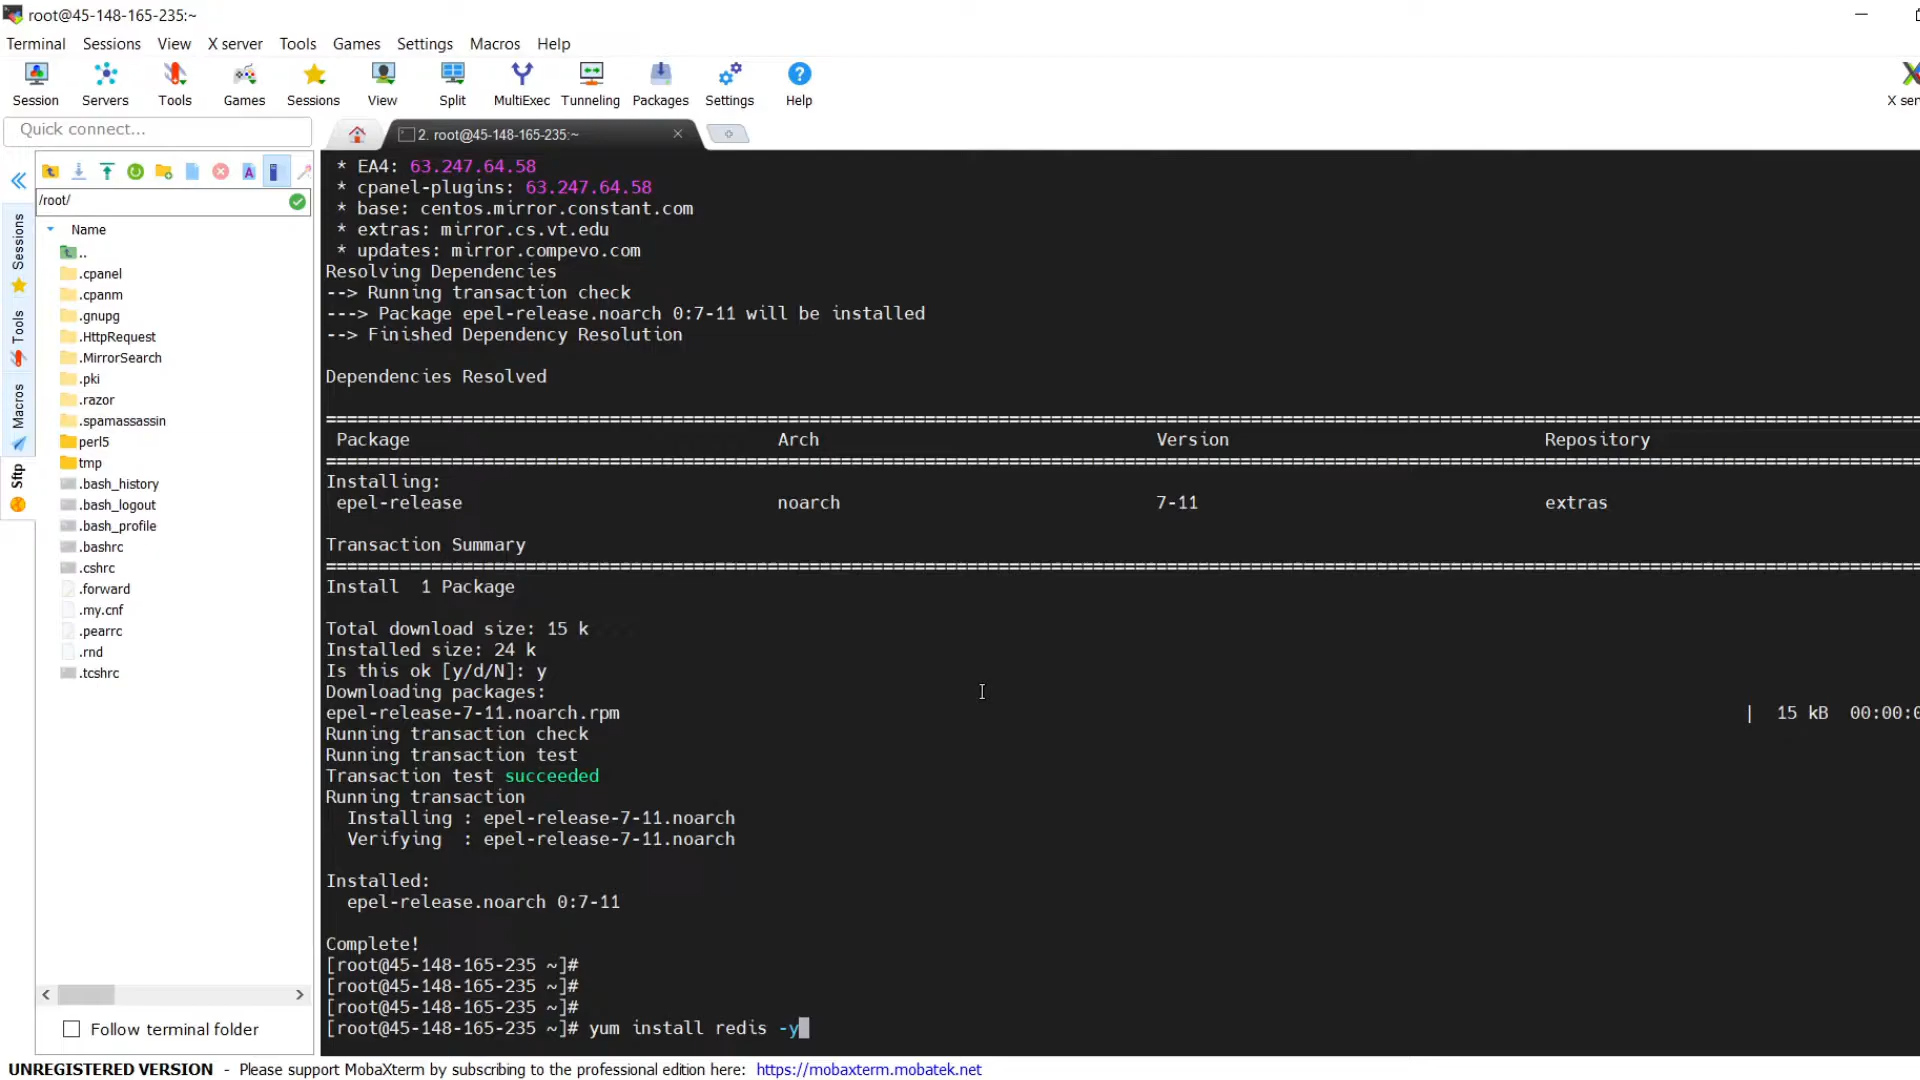 root@45-148-165-235:~
Terminal Sessions View X server Tools Games Settings Macros Help
Session Servers Tools Games Sessions View Split MultiExec Tunneling Packages Settings Help
X ser
Quick connect...
2. root@45-148-165-235:~
Sessions
Tools
Macros
Sftp
/root/
Name
..
.cpanel
.cpanm
.gnupg
.HttpRequest
.MirrorSearch
.pki
.razor
.spamassassin
perl5
tmp
.bash_history
.bash_logout
.bash_profile
.bashrc
.cshrc
.forward
.my.cnf
.pearrc
.rnd
.tcshrc
Follow terminal folder
* EA4: 63.247.64.58
* cpanel-plugins: 63.247.64.58
* base: centos.mirror.constant.com
* extras: mirror.cs.vt.edu
* updates: mirror.compevo.com
Resolving Dependencies
--> Running transaction check
---> Package epel-release.noarch 0:7-11 will be installed
--> Finished Dependency Resolution
Dependencies Resolved
Package Arch Version Repository
Installing:
epel-release noarch 7-11 extras
Transaction Summary
Install 1 Package
Total download size: 15 k
Installed size: 24 k
Is this ok [y/d/N]: y
Downloading packages:
epel-release-7-11.noarch.rpm | 15 kB 00:00:0
Running transaction check
Running transaction test
Transaction test succeeded
Running transaction
Installing : epel-release-7-11.noarch
Verifying : epel-release-7-11.noarch
Installed:
epel-release.noarch 0:7-11
Complete!
[root@45-148-165-235 ~]#
[root@45-148-165-235 ~]#
[root@45-148-165-235 ~]#
[root@45-148-165-235 ~]# yum install redis -y
UNREGISTERED VERSION - Please support MobaXterm by subscribing to the professional edition here: https://mobaxterm.mobatek.net